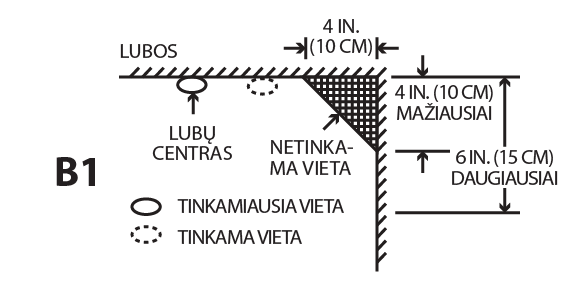 4 IN.
(10 CM)
LUBOS
4 IN. (10 CM)
MAŽIAUSIAI
LUBŲ
CENTRAS
NETINKA-
MA VIETA
6 IN. (15 CM)
DAUGIAUSIAI
B1
TINKAMIAUSIA VIETA
TINKAMA VIETA